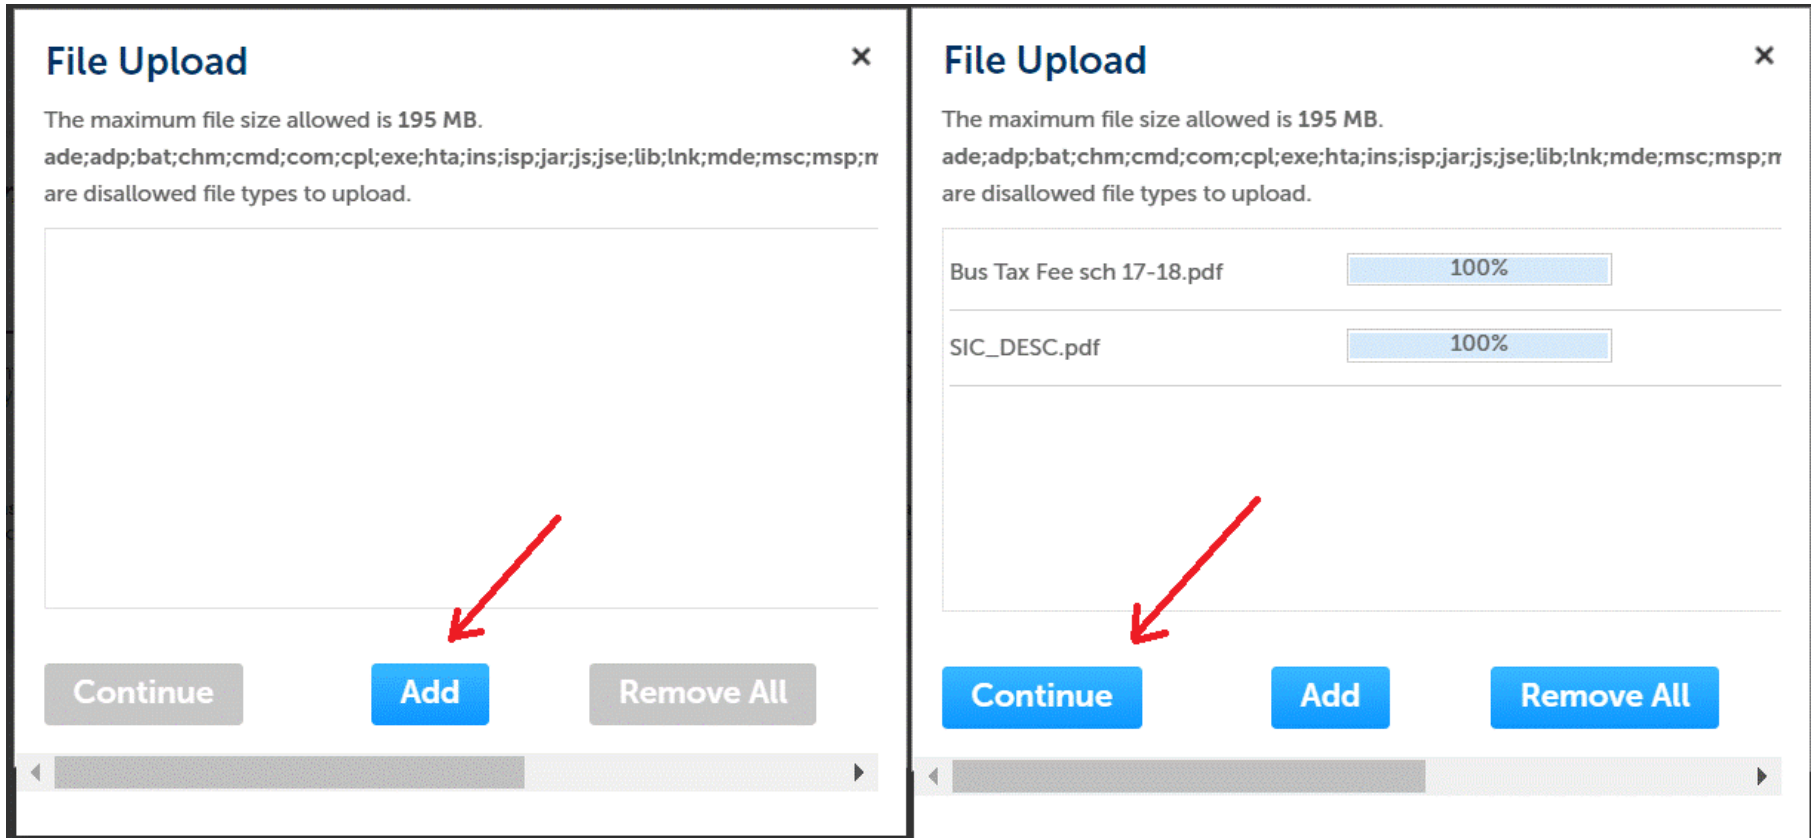 File Upload
×
The maximum file size allowed is 195 MB.
ade;adp;bat;chm;cmd;com;cpl;exe;hta;ins;isp;jar;js;jse;lib;lnk;mde;msc;msp;
are disallowed file types to upload.
Continue
Add
Remove All
File Upload
×
The maximum file size allowed is 195 MB.
ade;adp;bat;chm;cmd;com;cpl;exe;hta;ins;isp;jar;js;jse;lib;lnk;mde;msc;msp;
are disallowed file types to upload.
Bus Tax Fee sch 17-18.pdf 100%
SIC_DESC.pdf 100%
Continue
Add
Remove All